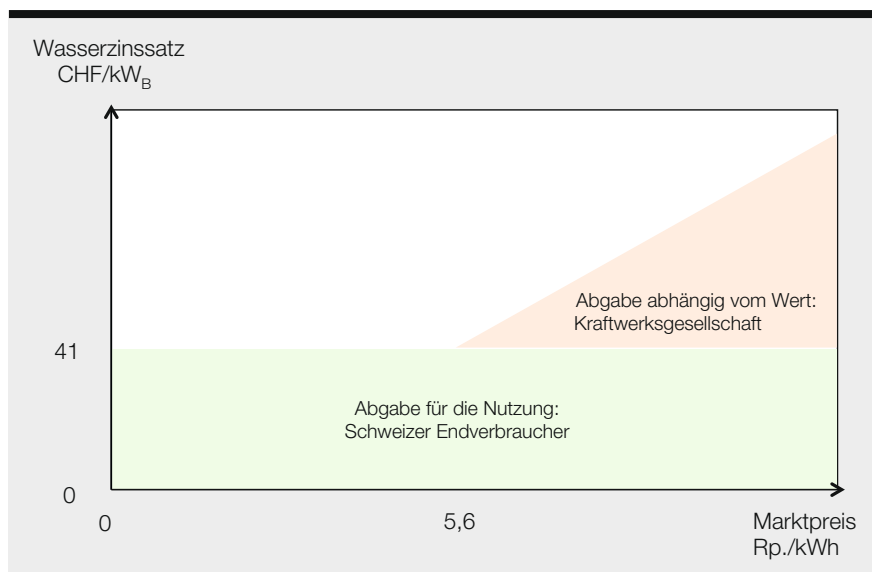 Wasserzinssatz
CHF/kW_B
Abgabe abhängig vom Wert:
Kraftwerksgesellschaft
41
Abgabe für die Nutzung:
Schweizer Endverbraucher
0
0
5,6
Marktpreis
Rp./kWh